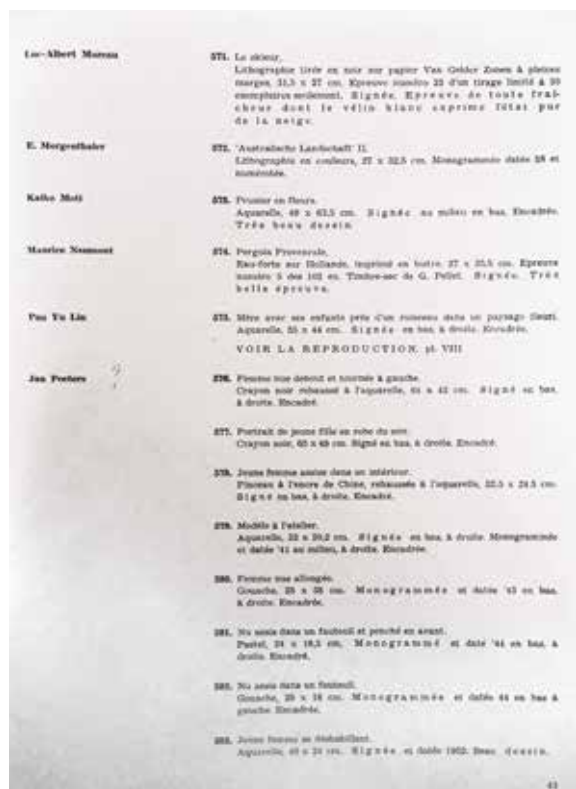 Luc-Albert Moreau
571. Le skieur.
Lithographie tirée en noir sur papier Van Gelder Zonen à pleines
marges, 31,5 x 27 cm. Epreuve numéro 25 d'un tirage limité à
exemplaires seulement. Signée. Epreuve de toute fraî-
cheur dont le vélin blanc exprime l'état pur
de la neige.
E. Morgenthaler
572. "Australische Landschaft" II.
Lithographie en couleurs, 27 x 32,5 cm. Monogrammée datée 58 et
numérotée.
Kaiko Moti
573. Prunier en fleurs.
Aquarelle, 49 x 63,5 cm. Signée au milieu en bas. Encadrée.
Très beau dessin.
Maurice Neumont
574. Pergola Provençale.
Eau-forte sur Hollande, imprimé en bistre, 27 x 35,5 cm. Epreuve
numéro 5 des 102 ex. Timbre-sec de G. Pellet. Signée. Très
belle épreuve.
Pan Yu Lin
575. Mère avec ses enfants près d'un ruisseau dans un paysage fleuri.
Aquarelle, 55 x 44 cm. Signée en bas, à droite. Encadrée.
VOIR LA REPRODUCTION, pl. VIII
Jan Peeters
576. Femme nue debout et tournée à gauche.
Crayon noir rehaussé à l'aquarelle, 61 x 42 cm. Signé en bas,
à droite. Encadré.
577. Portrait de jeune fille en robe du soir.
Crayon noir, 65 x 49 cm. Signé en bas, à droite. Encadré.
578. Jeune femme assise dans un intérieur.
Pinceau à l'encre de Chine, rehaussée à l'aquarelle, 32,5 x 24,5 cm.
Signé en bas, à droite. Encadré.
579. Modèle à l'atelier.
Aquarelle, 22 x 20,2 cm. Signée en bas, à droite. Monogrammée
et datée '41 au milieu, à droite. Encadrée.
580. Femme nue allongée.
Gouache, 25 x 35 cm. Monogrammée et datée '43 en bas,
à droite. Encadrée.
581. Nu assis dans un fauteuil et penché en avant.
Pastel, 24 x 18,5 cm. Monogrammé et daté '44 en bas, à
droite. Encadré.
582. Nu assis dans un fauteuil.
Gouache, 25 x 16 cm. Monogrammée et datée 44 en bas à
gauche. Encadrée.
583. Jeune femme se déshabillant.
Aquarelle, 40 x 24 cm. Signée et datée 1952. Beau dessin.
43